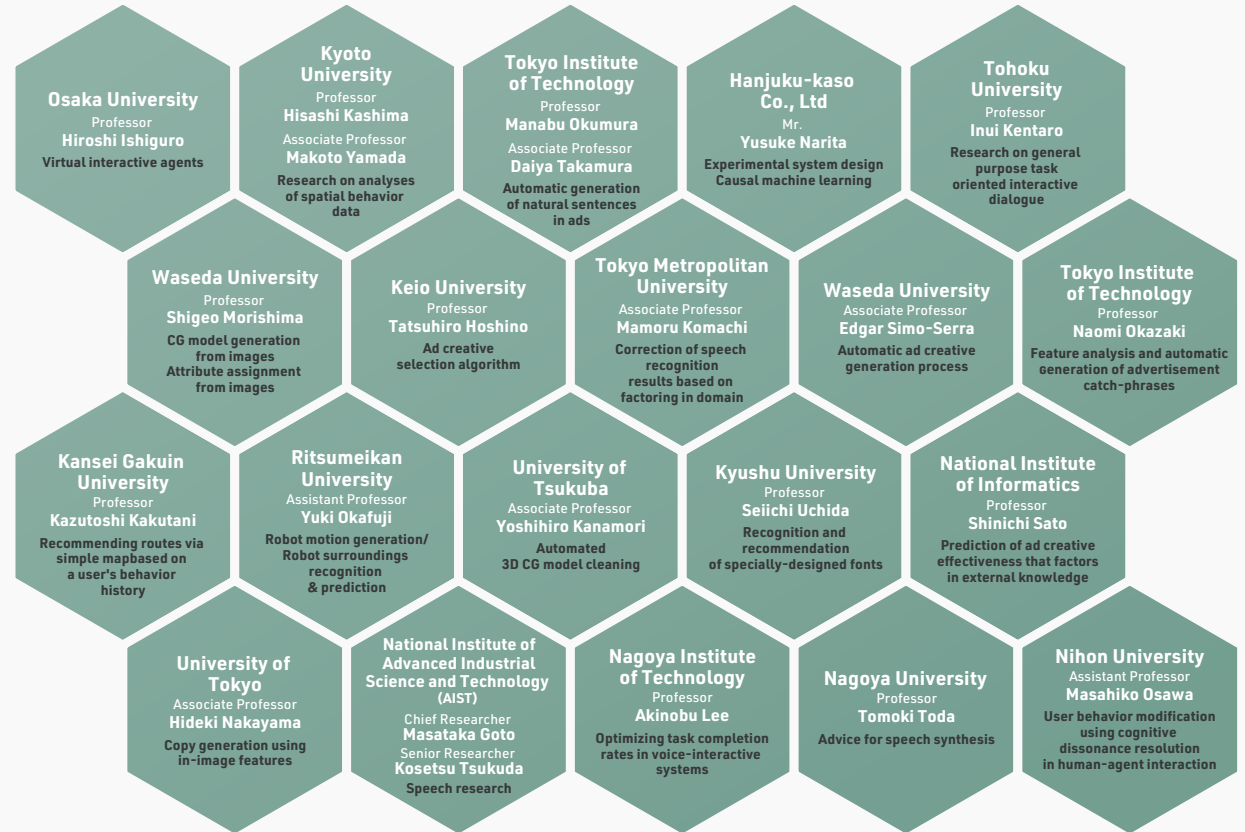 Osaka University
Professor
Hiroshi Ishiguro
Virtual interactive agents
Kyoto
University
Professor
Hisashi Kashima
Associate Professor
Makoto Yamada
Research on analyses
of spatial behavior
data
Tokyo Institute
of Technology
Professor
Manabu Okumura
Associate Professor
Daiya Takamura
Automatic generation
of natural sentences
in ads
Hanjuku-kaso
Co., Ltd
Mr.
Yusuke Narita
Experimental system design
Causal machine learning
Tohoku
University
Professor
Inui Kentaro
Research on general
purpose task
oriented interactive
dialogue
Waseda University
Professor
Shigeo Morishima
CG model generation
from images
Attribute assignment
from images
Keio University
Professor
Tatsuhiro Hoshino
Ad creative
selection algorithm
Tokyo Metropolitan
University
Associate Professor
Mamoru Komachi
Correction of speech
recognition
results based on
factoring in domain
Waseda University
Associate Professor
Edgar Simo-Serra
Automatic ad creative
generation process
Tokyo Institute
of Technology
Professor
Naomi Okazaki
Feature analysis and automatic
generation of advertisement
catch-phrases
Kansei Gakuin
University
Professor
Kazutoshi Kakutani
Recommending routes via
simple mapbased on
a user's behavior
history
Ritsumeikan
University
Assistant Professor
Yuki Okafuji
Robot motion generation/
Robot surroundings
recognition
& prediction
University of
Tsukuba
Associate Professor
Yoshihiro Kanamori
Automated
3D CG model cleaning
Kyushu University
Professor
Seiichi Uchida
Recognition and
recommendation
of specially-designed fonts
National Institute
of Informatics
Professor
Shinichi Sato
Prediction of ad creative
effectiveness that factors
in external knowledge
University of
Tokyo
Associate Professor
Hideki Nakayama
Copy generation using
in-image features
National Institute of
Advanced Industrial
Science and Technology
(AIST)
Chief Researcher
Masataka Goto
Senior Researcher
Kosetsu Tsukuda
Speech research
Nagoya Institute
of Technology
Professor
Akinobu Lee
Optimizing task completion
rates in voice-interactive
systems
Nagoya University
Professor
Tomoki Toda
Advice for speech synthesis
Nihon University
Assistant Professor
Masahiko Osawa
User behavior modification
using cognitive
dissonance resolution
in human-agent interaction